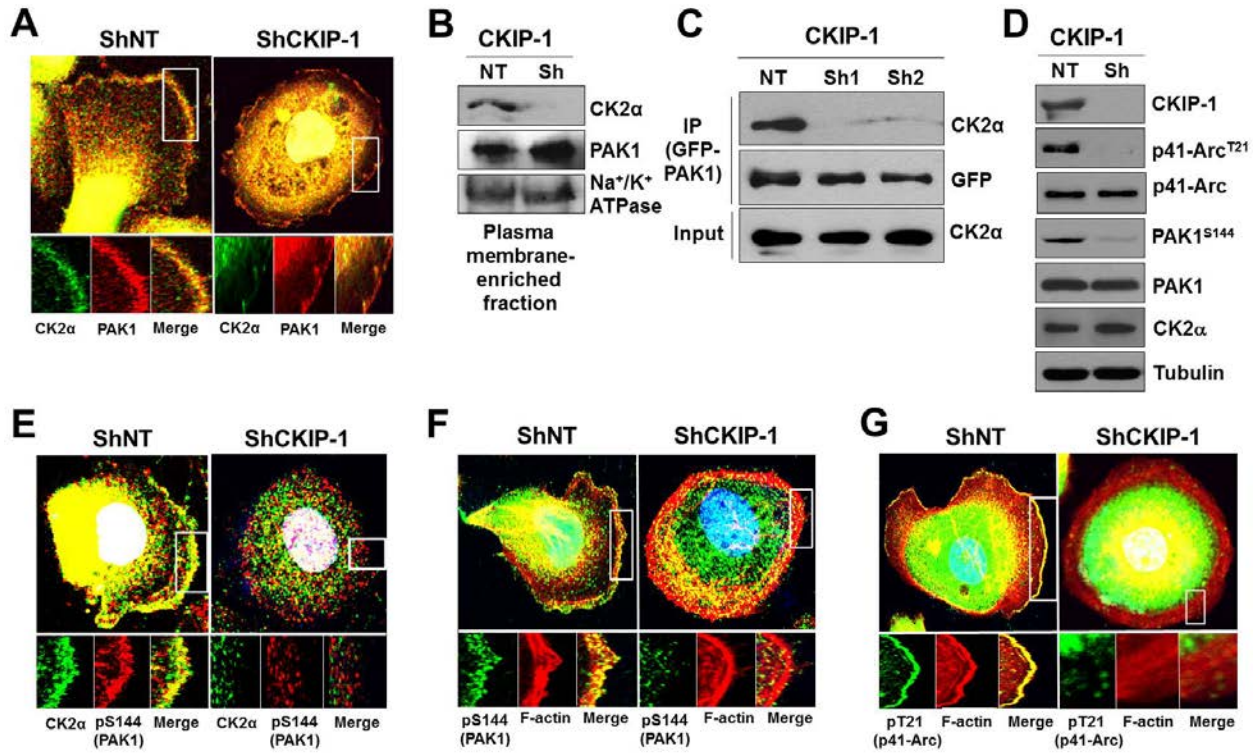 A
ShNT ShCKIP-1
CK2α PAK1 Merge CK2α PAK1 Merge
B
CKIP-1
NT Sh
CK2α
PAK1
Na⁺/K⁺
ATPase
Plasma
membrane-
enriched
fraction
C
CKIP-1
NT Sh1 Sh2
IP
(GFP-
PAK1)
CK2α
GFP
Input
CK2α
D
CKIP-1
NT Sh
CKIP-1
p41-Arcᵀ²¹
p41-Arc
PAK1ˢ¹⁴⁴
PAK1
CK2α
Tubulin
E
ShNT ShCKIP-1
CK2α pS144 Merge CK2α pS144 Merge
(PAK1) (PAK1)
F
ShNT ShCKIP-1
pS144 F-actin Merge pS144 F-actin Merge
(PAK1) (PAK1)
G
ShNT ShCKIP-1
pT21 F-actin Merge pT21 F-actin Merge
(p41-Arc) (p41-Arc)